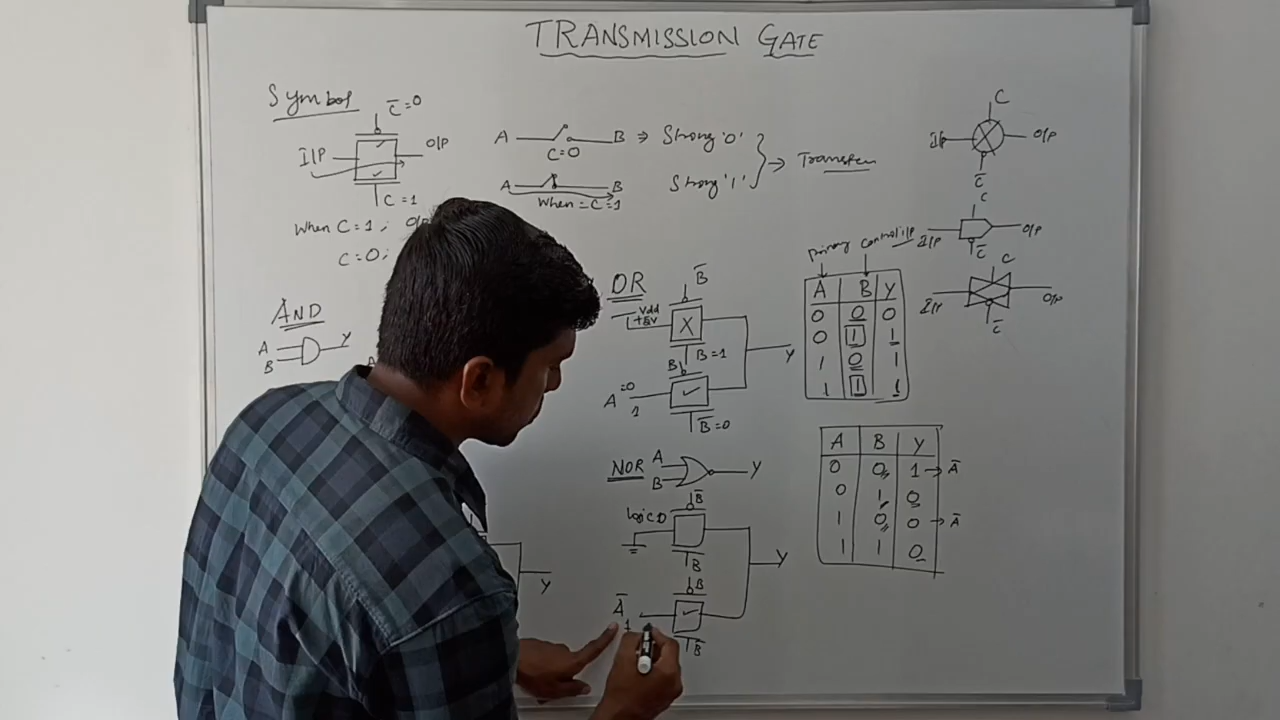 TRANSMISSION GATE
Symbol
C̅=0
I/P
O/P
C=1
When C=1;
C=0;
A
B ⇒ Strong '0'
C=0
A
B
Strong '1'
When C=1
→ Transfer
C
I/P
O/P
C̅
C
I/P
O/P
C̅
C
I/P
O/P
C̅
AND
A
B
Y
OR
B̅
Vdd
+5v
X
B=1
Y
B
A=0
1
✓
B̅=0
primary control i/p
A B Y
0 0 0
0 1 1
1 0 1
1 1 1
NOR
A
B
Y
B̅
logic 0
B
Y
B
A̅
1
✓
B̅
A B Y
0 0 1 → A̅
0 1 0
1 0 0 → A̅
1 1 0
Y